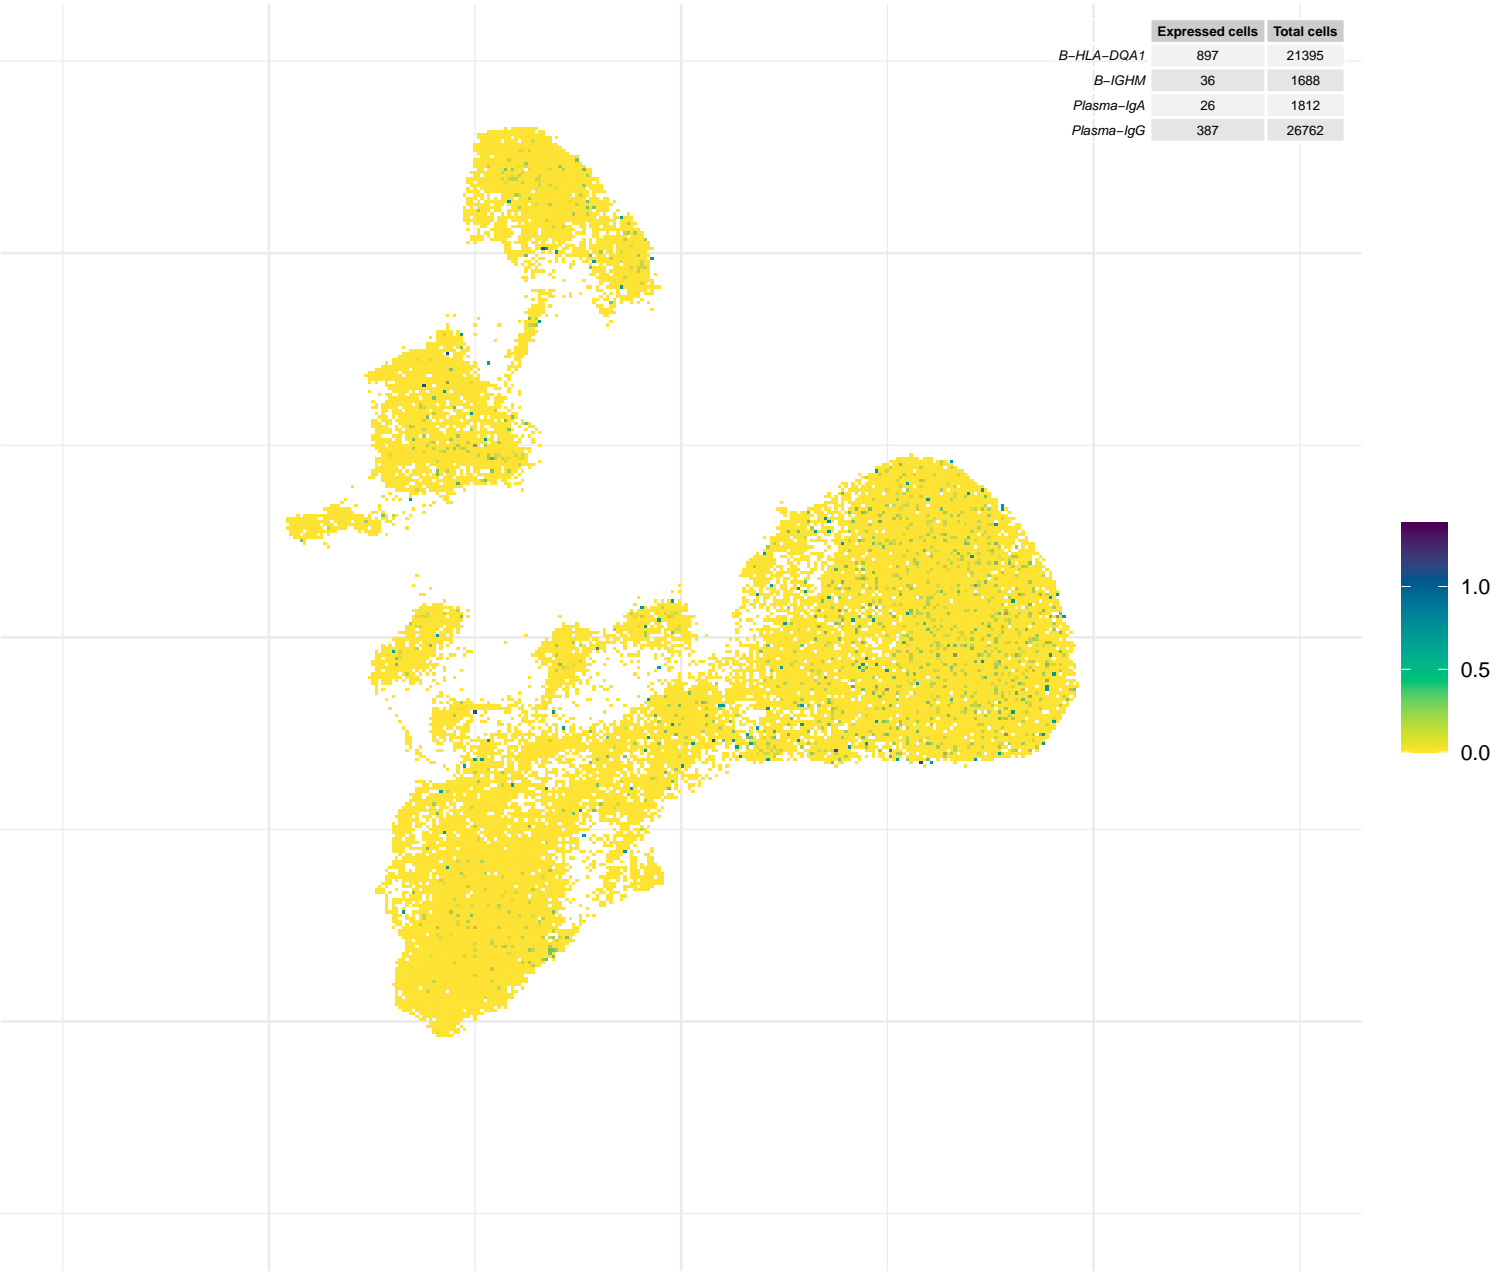 Expressed cells Total cells
B−HLA−DQA1 897 21395
B−IGHM 36 1688
Plasma−IgA 26 1812
Plasma−IgG 387 26762
1.0
0.5
0.0